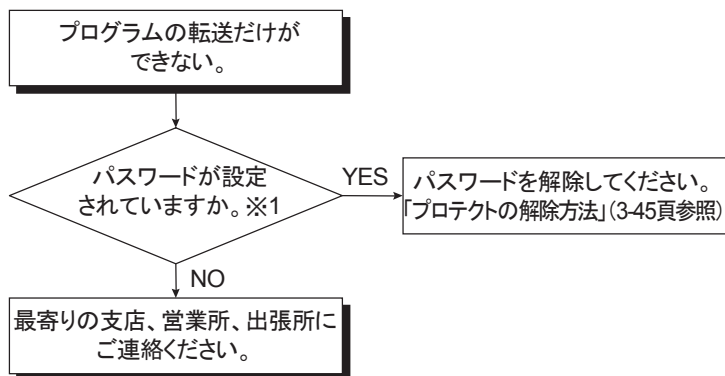 プログラムの転送だけが
できない。
パスワードが設定
されていますか。※1
YES
パスワードを解除してください。
「プロテクトの解除方法」(3-45頁参照)
NO
最寄りの支店、営業所、出張所に
ご連絡ください。